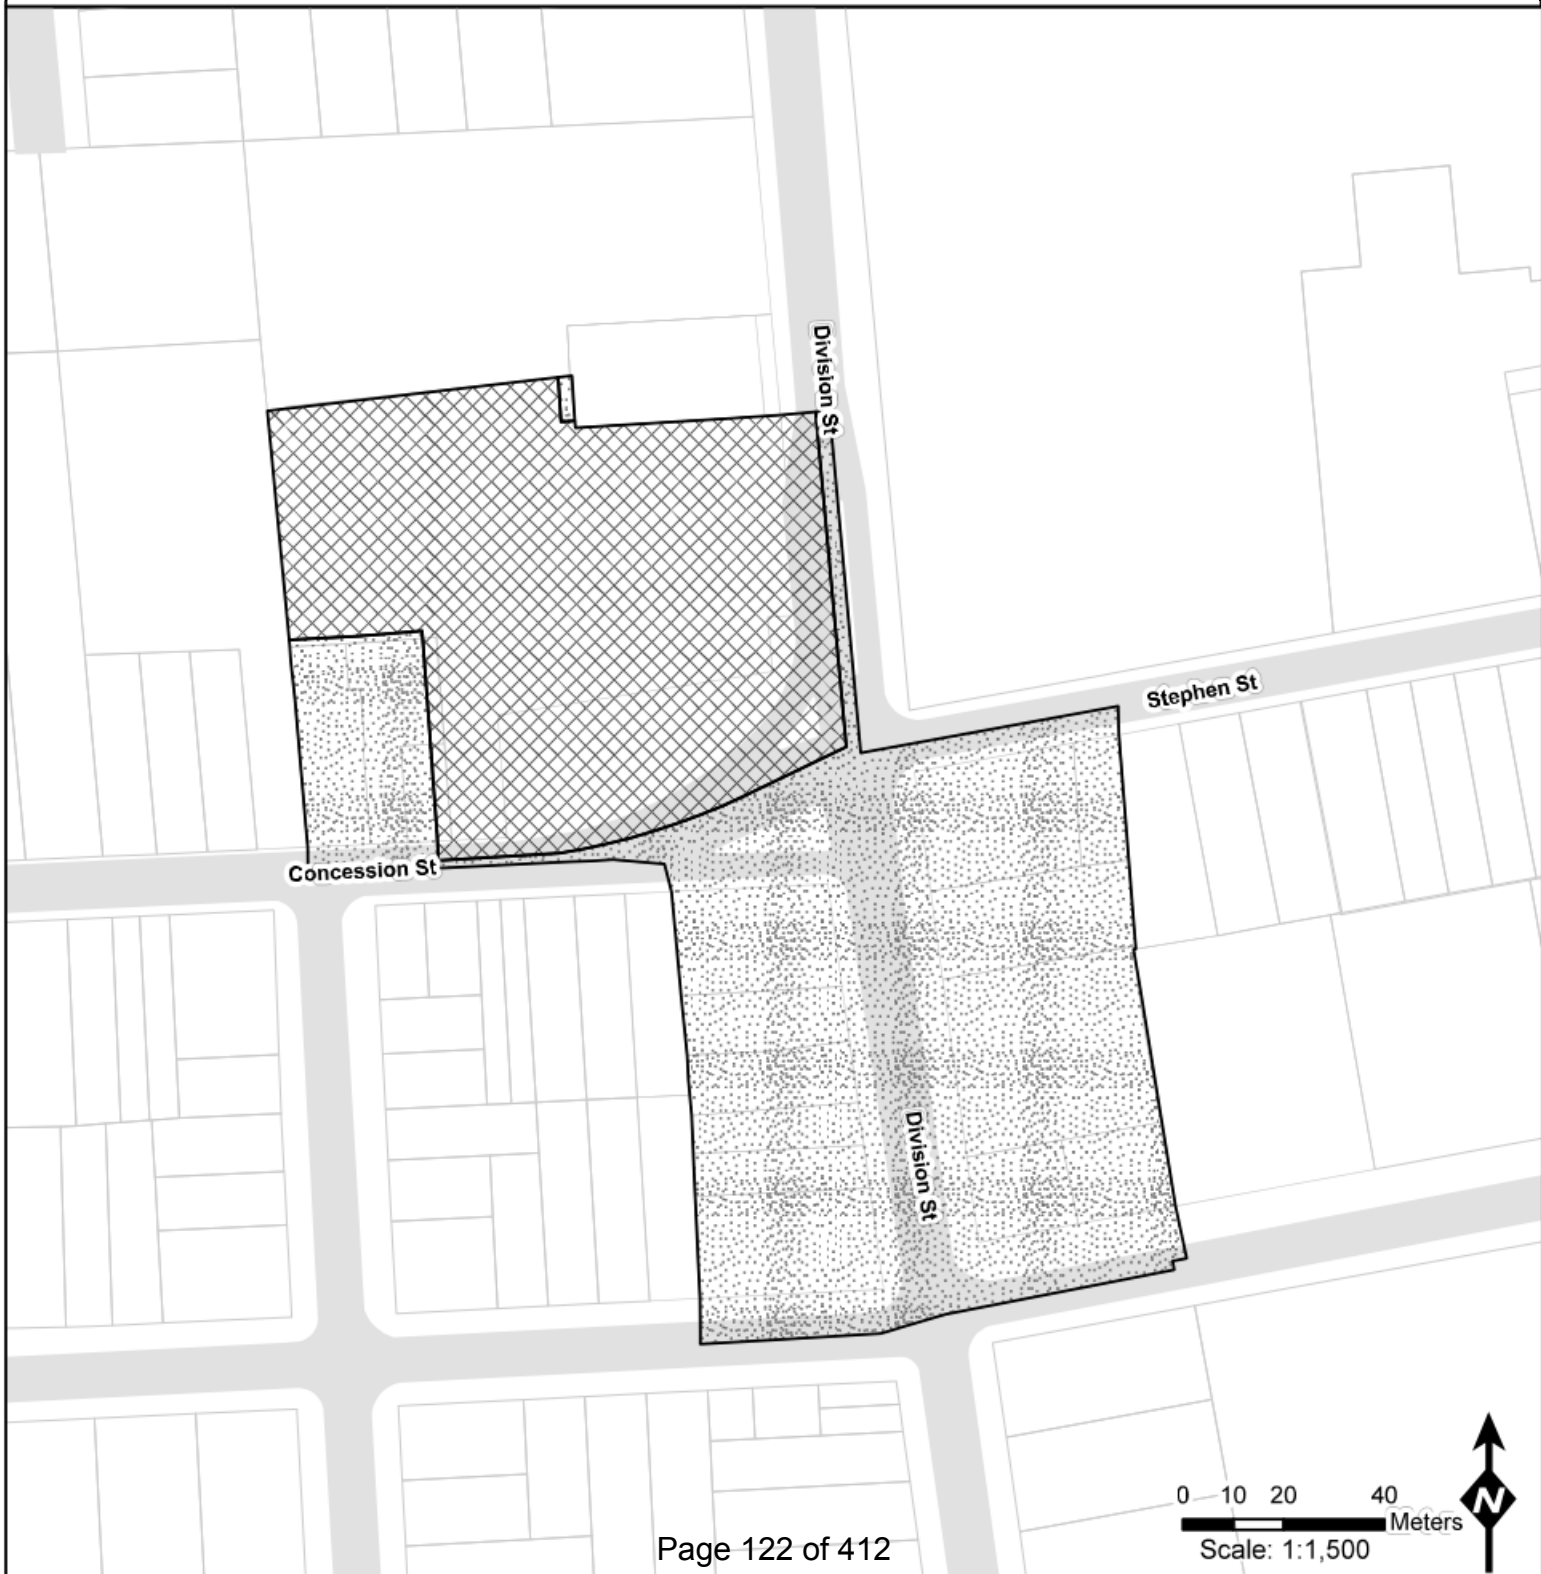 Division St
Stephen St
Concession St
Division St
0 10 20 40
Meters
Scale: 1:1,500
N
Page 122 of 412